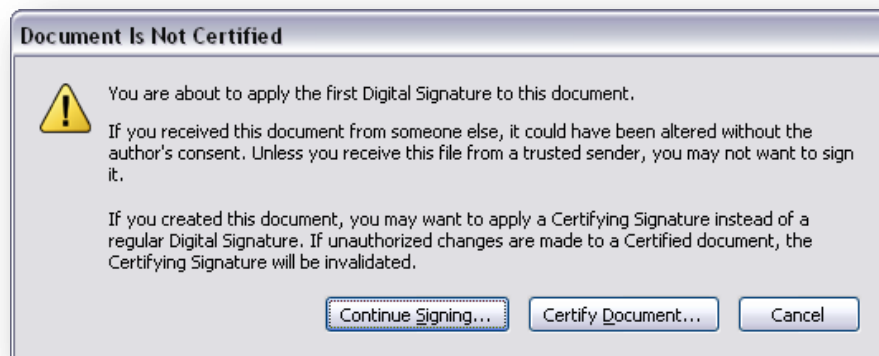 Document Is Not Certified
You are about to apply the first Digital Signature to this document.
If you received this document from someone else, it could have been altered without the
author's consent. Unless you receive this file from a trusted sender, you may not want to sign
it.
If you created this document, you may want to apply a Certifying Signature instead of a
regular Digital Signature. If unauthorized changes are made to a Certified document, the
Certifying Signature will be invalidated.
Continue Signing... Certify Document... Cancel